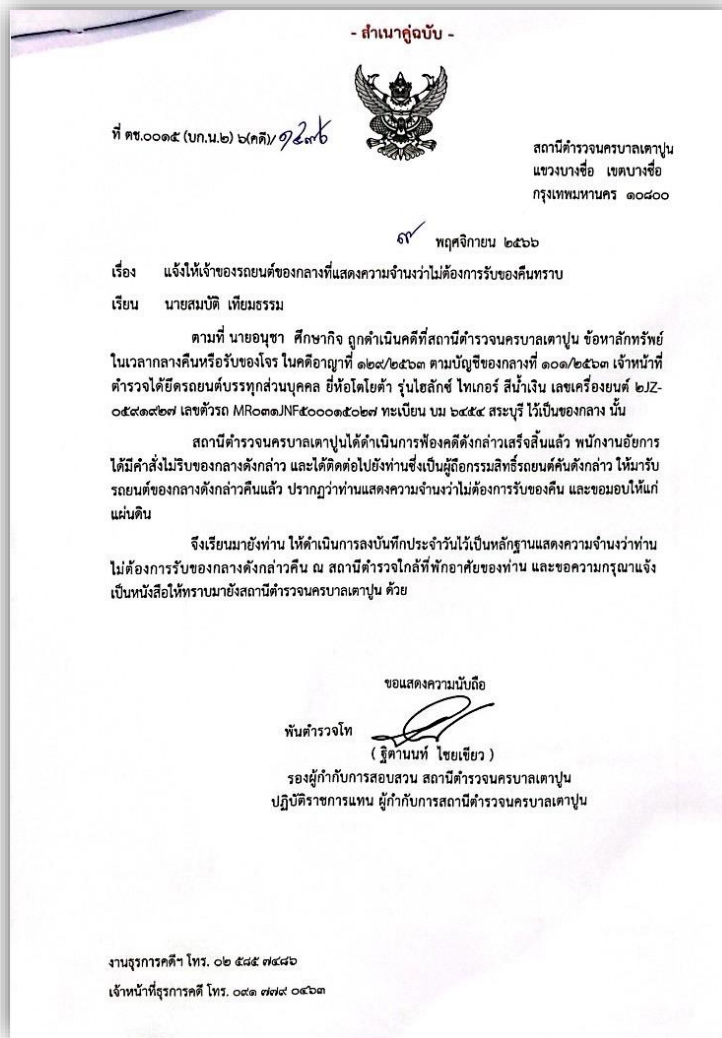 - สำเนาคู่ฉบับ -
ที่ ตช.๐๐๑๕ (บก.น.๒) ๖(คดี)/
สถานีตำรวจนครบาลเตาปูน
แขวงบางซื่อ เขตบางซื่อ
กรุงเทพมหานคร ๑๐๘๐๐
๙ พฤศจิกายน ๒๕๖๖
เรื่อง แจ้งให้เจ้าของรถยนต์ของกลางที่แสดงความจำนงว่าไม่ต้องการรับของคืนทราบ
เรียน นายสมบัติ เทียมธรรม
ตามที่ นายอนุชา ศึกษากิจ ถูกดำเนินคดีที่สถานีตำรวจนครบาลเตาปูน ข้อหาลักทรัพย์
ในเวลากลางคืนหรือรับของโจร ในคดีอาญาที่ ๑๒๙/๒๕๖๓ ตามบัญชีของกลางที่ ๑๐๑/๒๕๖๓ เจ้าหน้าที่
ตำรวจได้ยึดรถยนต์บรรทุกส่วนบุคคล ยี่ห้อโตโยต้า รุ่นไฮลักซ์ ไทเกอร์ สีน้ำเงิน เลขเครื่องยนต์ ๒JZ-
๐๕๙๑๙๒๗ เลขตัวรถ MR๐๓๑JNF๕๐๐๐๑๕๐๒๗ ทะเบียน บม ๖๔๕๔ สระบุรี ไว้เป็นของกลาง นั้น
สถานีตำรวจนครบาลเตาปูนได้ดำเนินการฟ้องคดีดังกล่าวเสร็จสิ้นแล้ว พนักงานอัยการ
ได้มีคำสั่งไม่ริบของกลางดังกล่าว และได้ติดต่อไปยังท่านซึ่งเป็นผู้ถือกรรมสิทธิ์รถยนต์คันดังกล่าว ให้มารับ
รถยนต์ของกลางดังกล่าวคืนแล้ว ปรากฏว่าท่านแสดงความจำนงว่าไม่ต้องการรับของคืน และขอมอบให้แก่
แผ่นดิน
จึงเรียนมายังท่าน ให้ดำเนินการลงบันทึกประจำวันไว้เป็นหลักฐานแสดงความจำนงว่าท่าน
ไม่ต้องการรับของกลางดังกล่าวคืน ณ สถานีตำรวจใกล้ที่พักอาศัยของท่าน และขอความกรุณาแจ้ง
เป็นหนังสือให้ทราบมายังสถานีตำรวจนครบาลเตาปูน ด้วย
ขอแสดงความนับถือ
พันตำรวจโท
( ฐิตานนท์ ไชยเขียว )
รองผู้กำกับการสอบสวน สถานีตำรวจนครบาลเตาปูน
ปฏิบัติราชการแทน ผู้กำกับการสถานีตำรวจนครบาลเตาปูน
งานธุรการคดีฯ โทร. ๐๒ ๕๘๕ ๗๔๘๖
เจ้าหน้าที่ธุรการคดี โทร. ๐๙๑ ๗๗๙ ๐๔๖๓